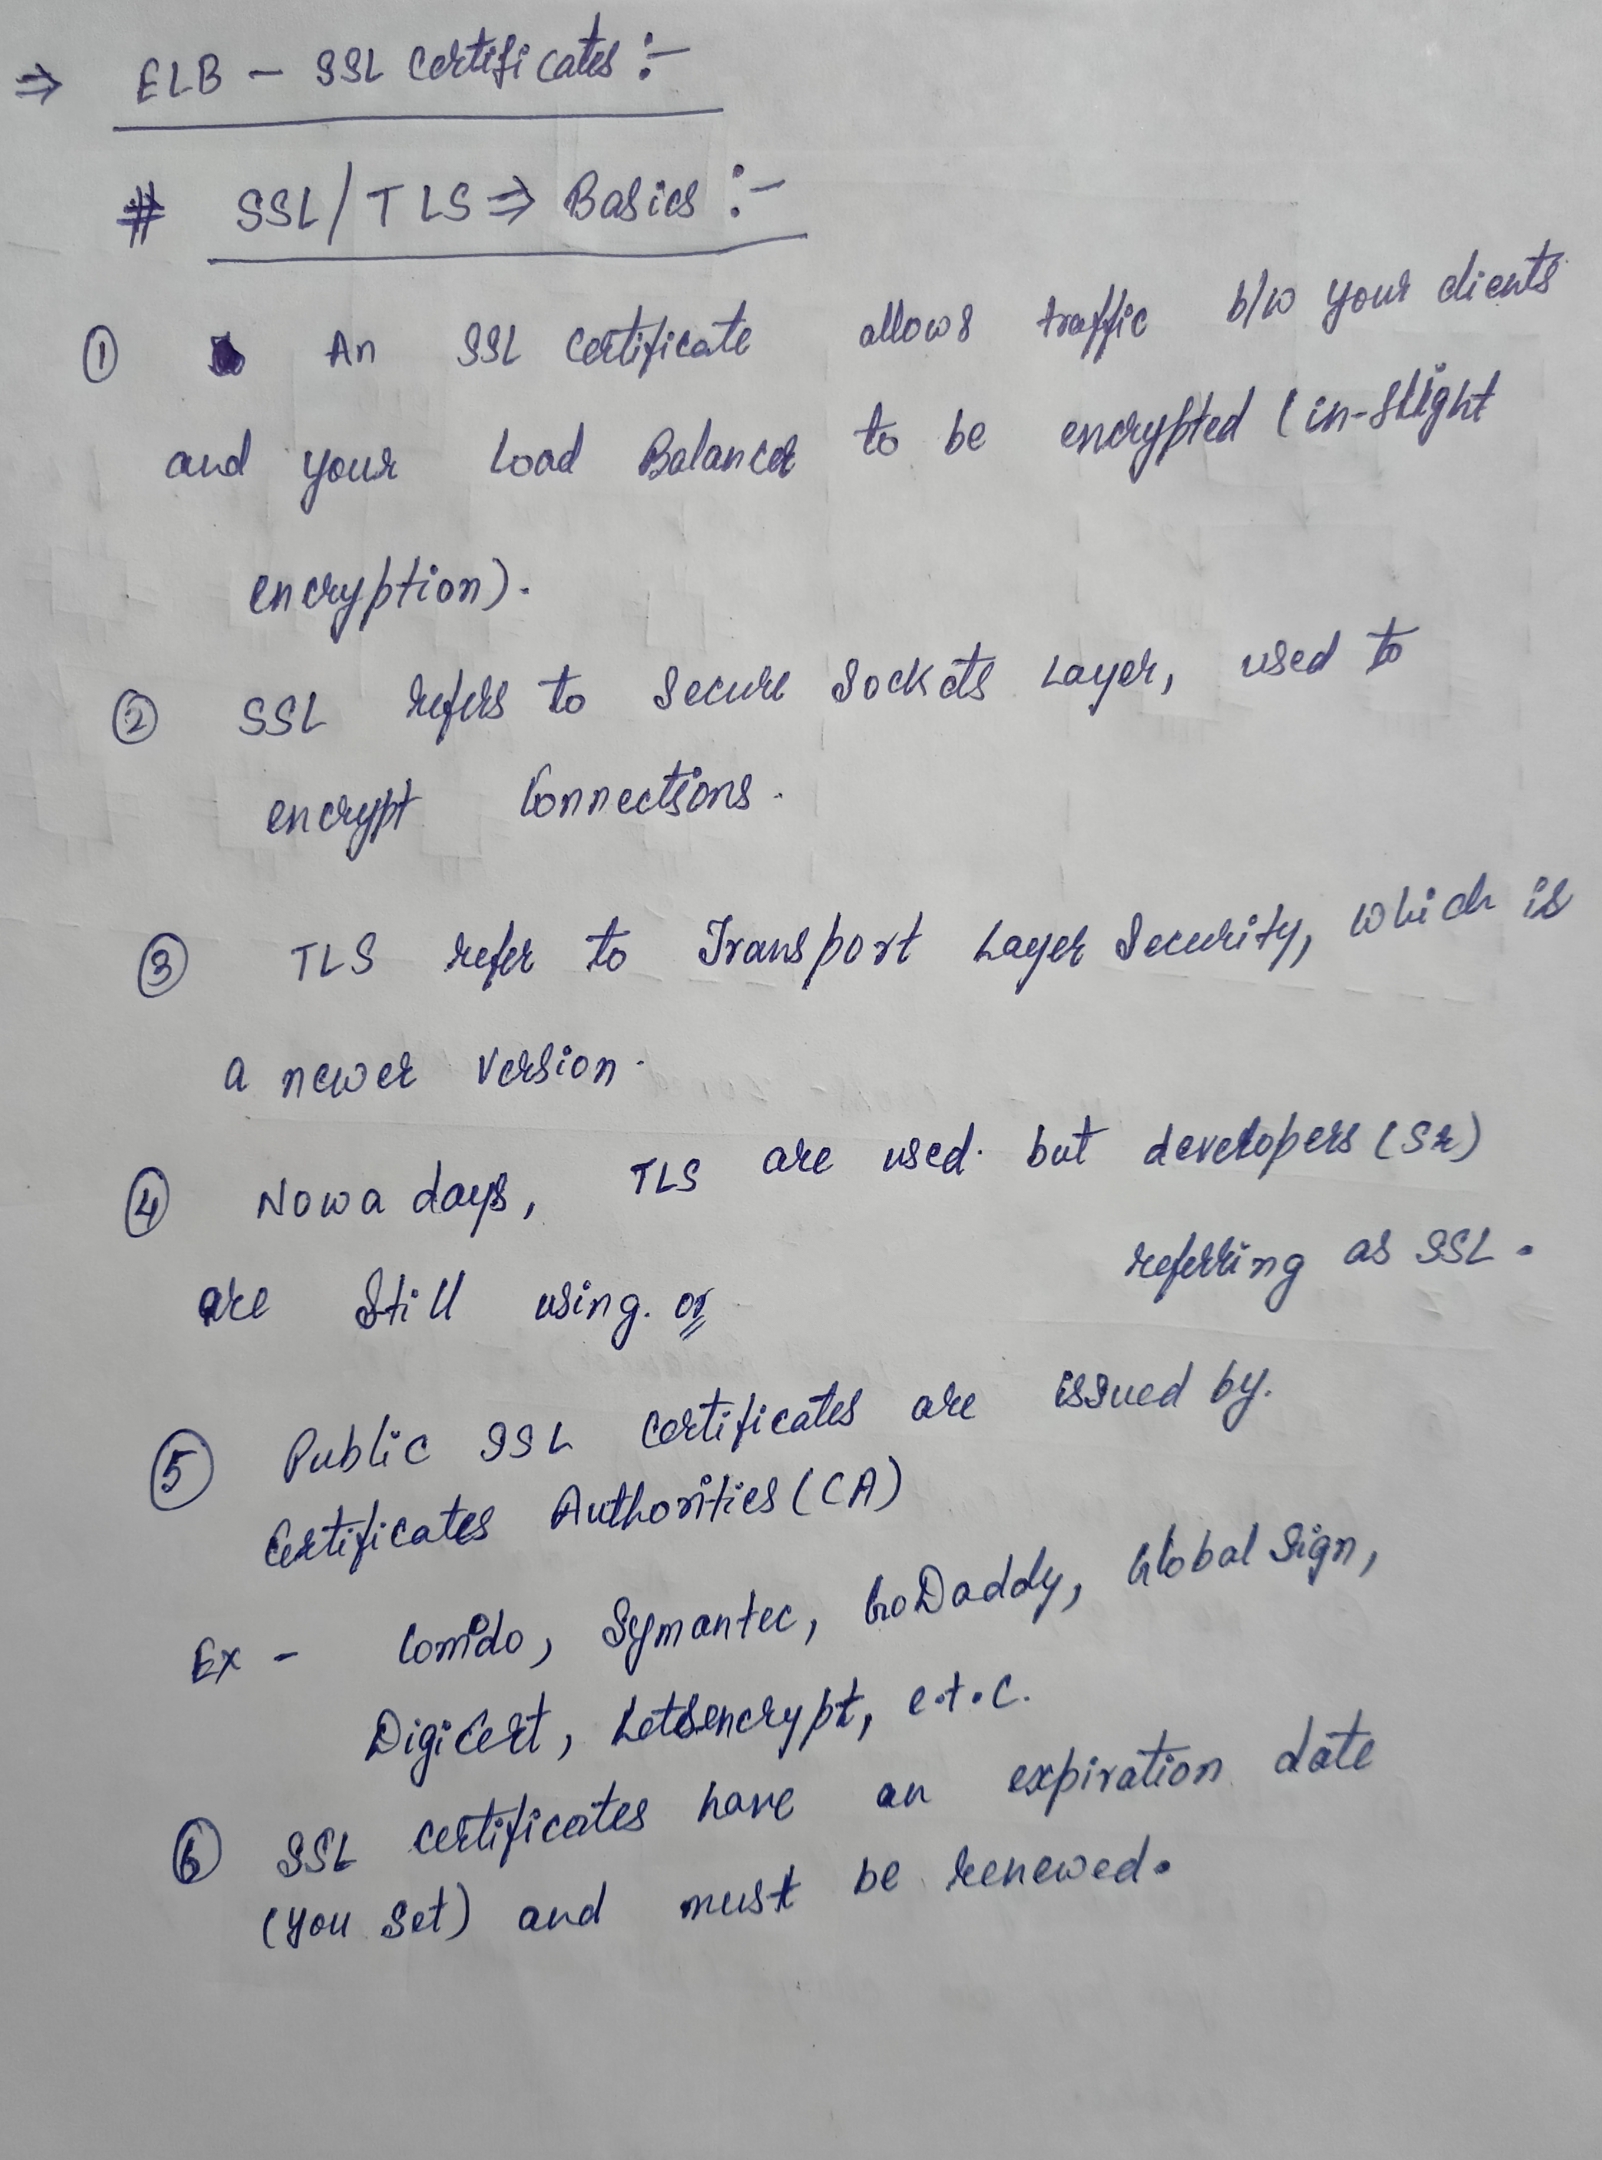 ⇒ ELB - SSL Certificates :-
# SSL/TLS ⇒ Basics :-
① An SSL Certificate allows traffic b/w your clients
and your Load Balancer to be encrypted (in-flight
encryption).
② SSL refers to Secure Sockets Layer, used to
encrypt Connections.
③ TLS refer to Transport Layer Security, which is
a newer version.
④ Nowadays, TLS are used. but developers (Sr)
are still using. or referring as SSL.
⑤ Public SSL Certificates are issued by.
Certificates Authorities (CA)
Ex - Comodo, Symantec, GoDaddy, Global Sign,
DigiCert, Letsencrypt, e.t.c.
⑥ SSL certificates have an expiration date
(you set) and must be renewed.